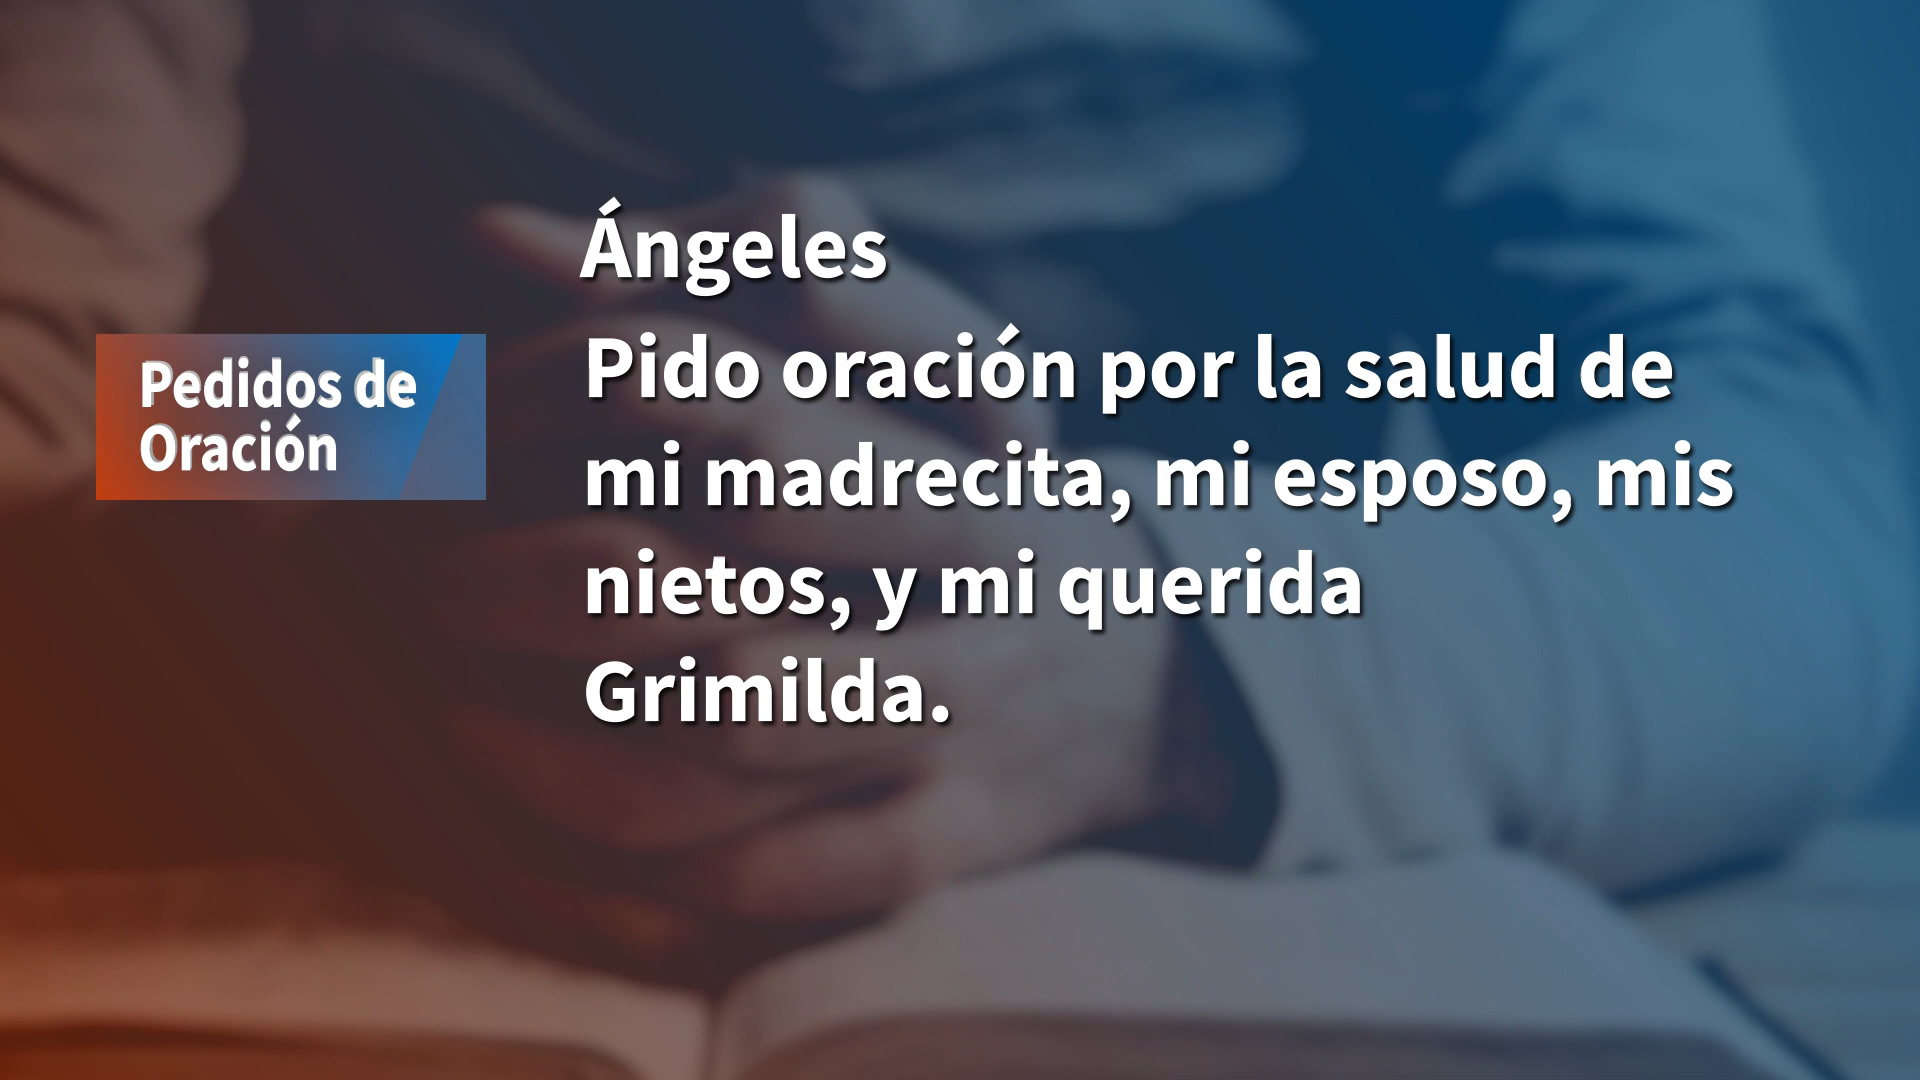 Pedidos de
Oración
Ángeles
Pido oración por la salud de
mi madrecita, mi esposo, mis
nietos, y mi querida
Grimilda.